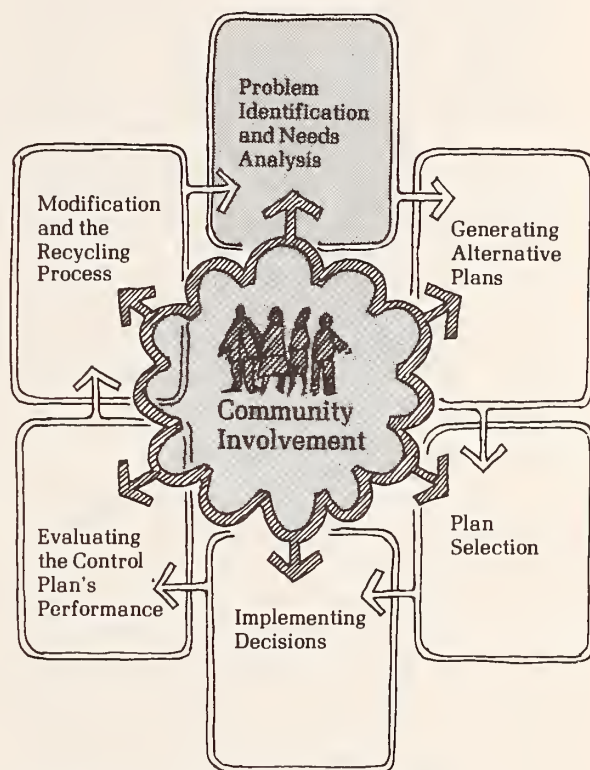 Problem
Identification
and Needs
Analysis
Generating
Alternative
Plans
Plan
Selection
Implementing
Decisions
Evaluating
the Control
Plan's
Performance
Modification
and the
Recycling
Process
Community
Involvement